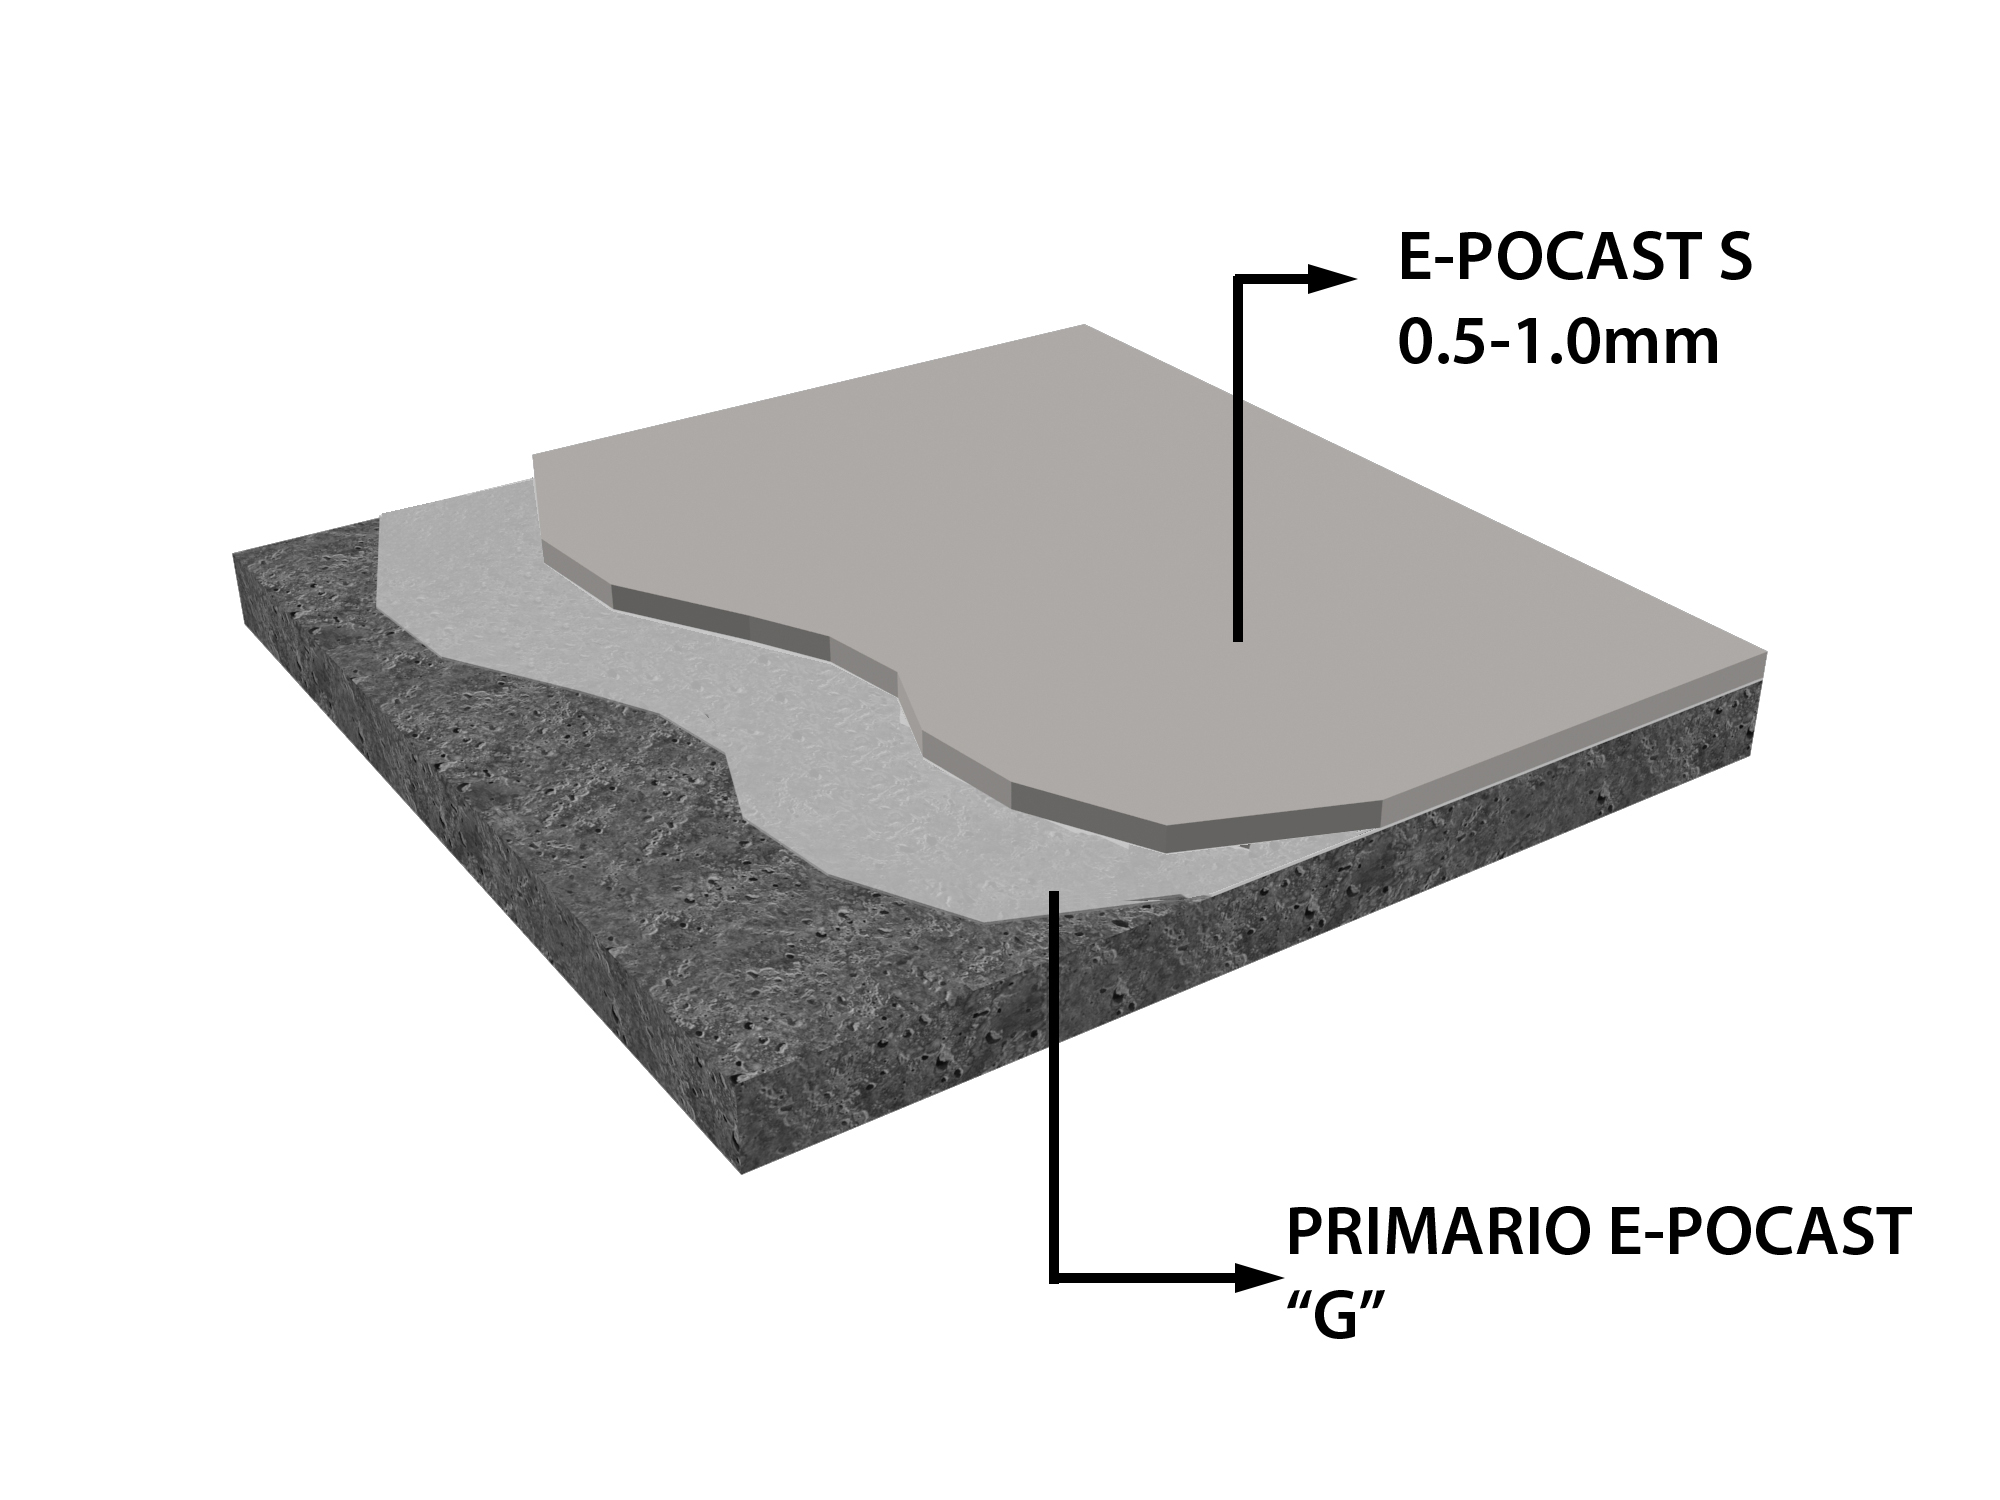 E-POCAST S
0.5-1.0mm
PRIMARIO E-POCAST
“G”